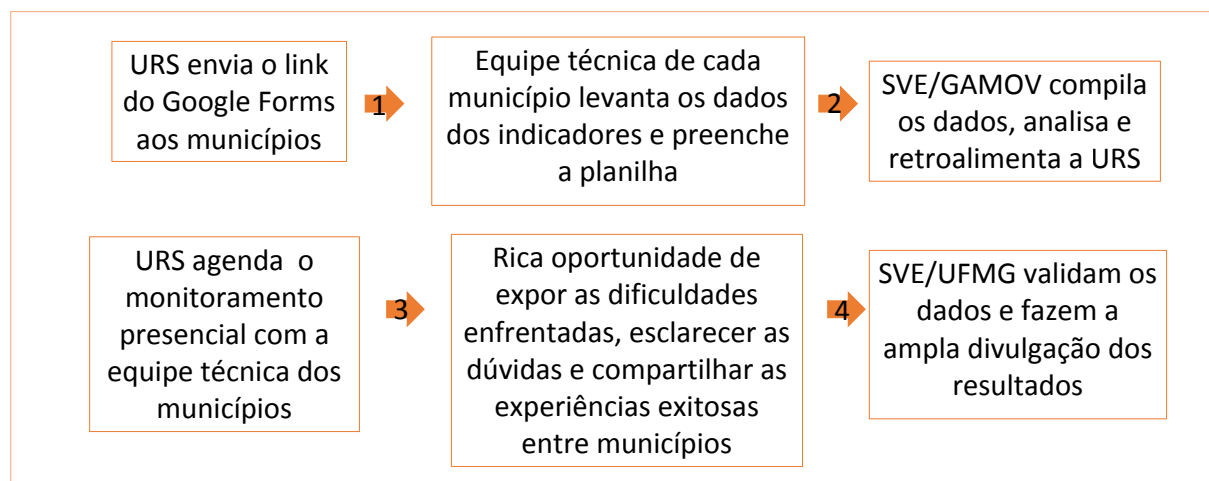 URS envia o link
do Google Forms
aos municípios
1
Equipe técnica de cada
município levanta os dados
dos indicadores e preenche
a planilha
2
SVE/GAMOV compila
os dados, analisa e
retroalimenta a URS
URS agenda o
monitoramento
presencial com a
equipe técnica dos
municípios
3
Rica oportunidade de
expor as dificuldades
enfrentadas, esclarecer as
dúvidas e compartilhar as
experiências exitosas
entre municípios
4
SVE/UFMG validam os
dados e fazem a
ampla divulgação dos
resultados